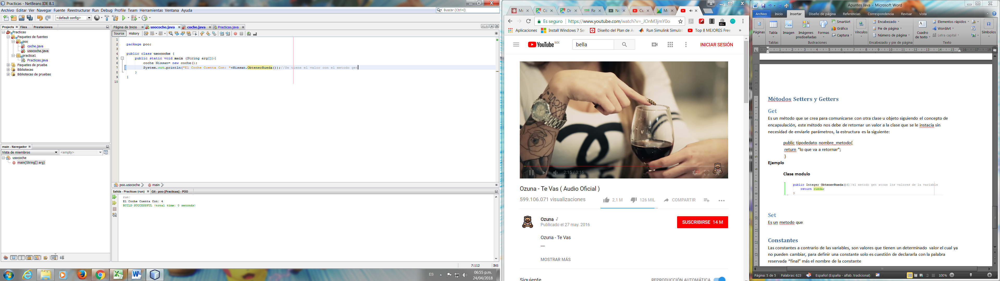 Practicas - NetBeans IDE 8.1
Archivo Editar Ver Navegar Fuente Reestructurar Run Debug Profile Team Herramientas Ventana Ayuda
Buscar (Ctrl+I)
<default config>
Projects Files Prestaciones
Practicas
Paquetes de fuentes
poo
coche.java
usocoche.java
practica1
Practicas.java
Paquetes de prueba
Bibliotecas
Bibliotecas de pruebas
main - Navegador
Vista de miembros <empty>
usocoche
main(String[] arg)
Página de Inicio usocoche.java coche.java Practicas.java
Source History
1
2 package poo;
3
4 public class usocoche {
5 public static void main (String arg[]){
6 coche Nissan= new coche();
7 System.out.println("El Coche Cuenta Con: "+Nissan.ObtenerRueda());//Se tiene el valor con el metodo get
8 }
9 }
10
poo.usocoche main
Salida - Practicas (run) Git - poo [Practicas] - POO
run:
El Coche Cuenta Con: 4
BUILD SUCCESSFUL (total time: 0 seconds)
7:112 INS
ES 06:55 p.m.
24/04/2018
Mé Co Dr Re No Cu Me
Es seguro https://www.youtube.com/watch?v=_JOnM3jmY0o
99+
Aplicaciones Install Windows 7 Ser Diseño del Plan de A Run Simulink Simulat Top 8 MEJORES Free »
YouTube MX bella INICIAR SESIÓN
2:15 / 3:16
Ozuna - Te Vas ( Audio Oficial )
599.106.071 visualizaciones 2,1 M 126 MIL COMPARTIR
Ozuna
Publicado el 27 may. 2016
SUSCRIBIRSE 14 M
Ozuna - Te Vas
—
MOSTRAR MÁS
Siguiente REPRODUCCIÓN AUTOMÁTICA
Apuntes Java - Microsoft Word
Archivo Inicio Insertar Diseño de página Referencias Correspondencia Revisar Vista
Páginas Tabla Imagen Imágenes prediseñadas Formas SmartArt Gráfico Captura Vínculos Encabezado Pie de página Número de página Cuadro de texto Elementos rápidos WordArt Letra capital Símbolos
Tablas Ilustraciones Encabezado y pie de página Texto
Métodos Setters y Getters
Get
Es un método que se crea para comunicarse con otra clase u objeto siguiendo el concepto de
encapsulación, este método nos debe de retornar un valor a la clase que se le instacia sin
necesidad de enviarle parámetros, la estructura es la siguiente:
public tipodedato nombre_metodo{
return "lo que va a retornar";
}
Ejemplo
Clase modulo
public Integer ObtenerRueda(){//el metodo get atrae los valores de la variable
return rueda;
}
Set
Es un metodo que
Constantes
Las constantes a contrario de las variables, son valores que tienen un determinado valor el cual ya
no pueden cambiar, para definir una constante solo es cuestión de declararla con la palabra
reservada “final” más el nombre de la constante
Página: 5 de 5 Palabras: 623 Español (España - alfab. tradicional) 100%